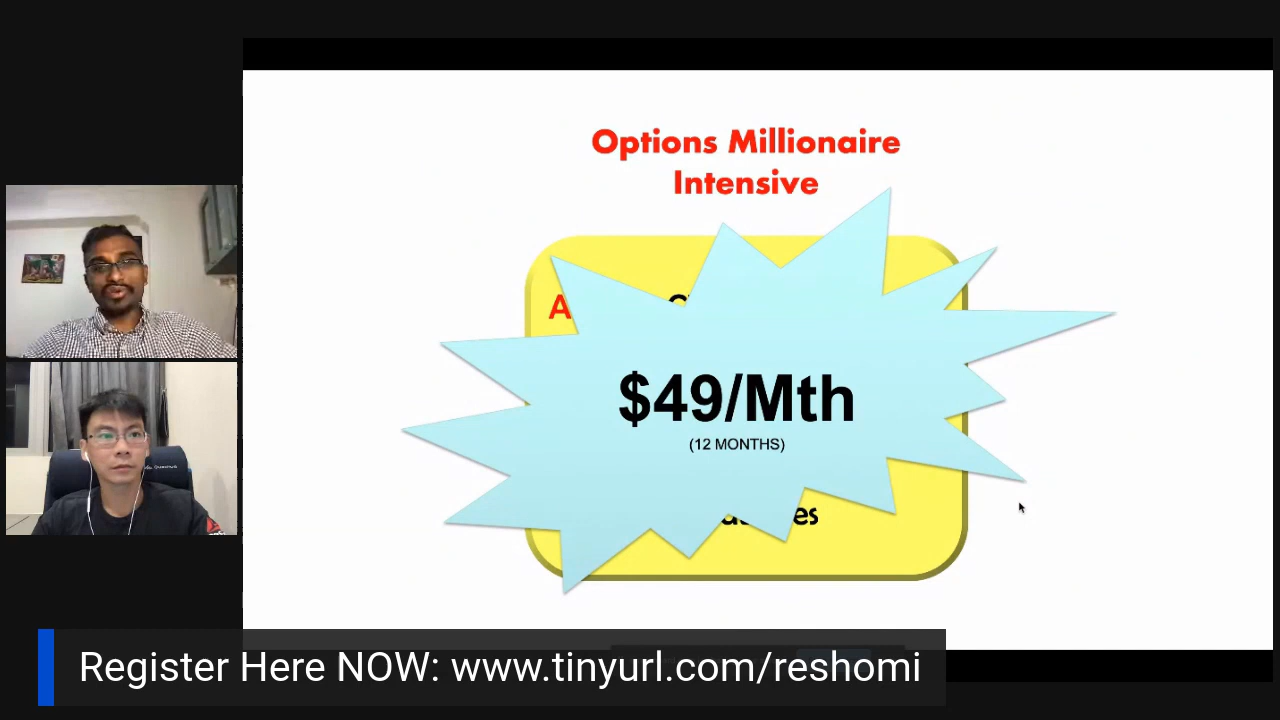 Options Millionaire
Intensive
$49/Mth
(12 MONTHS)
Register Here NOW: www.tinyurl.com/reshomi